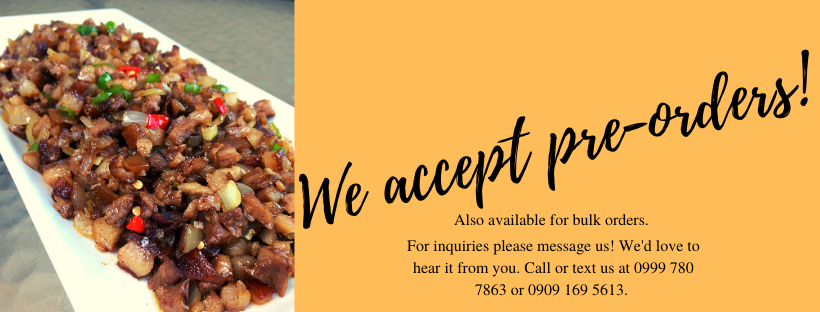 We accept pre-orders!
Also available for bulk orders.
For inquiries please message us! We'd love to
hear it from you. Call or text us at 0999 780
7863 or 0909 169 5613.